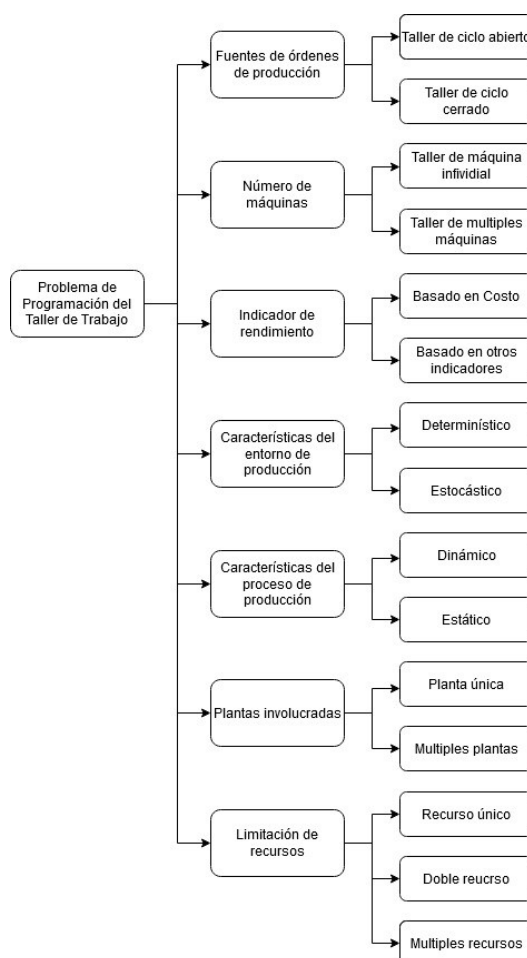 Problema de
Programación del
Taller de Trabajo
Fuentes de órdenes
de producción
Taller de ciclo abierto
Taller de ciclo
cerrado
Número de
máquinas
Taller de máquina
infividial
Taller de multiples
máquinas
Indicador de
rendimiento
Basado en Costo
Basado en otros
indicadores
Características del
entorno de
producción
Determinístico
Estocástico
Características del
proceso de
producción
Dinámico
Estático
Plantas involucradas
Planta única
Multiples plantas
Limitación de
recursos
Recurso único
Doble reucrso
Multiples recursos